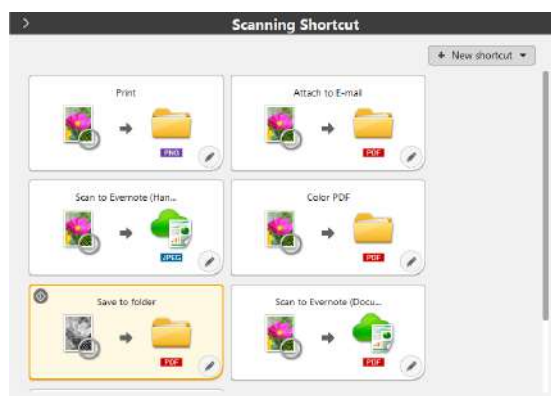 Scanning Shortcut
+ New shortcut
Print
Attach to E-mail
PNG
PDF
Scan to Evernote (Han...
Color PDF
JPEG
PDF
Save to folder
Scan to Evernote (Docu...
PDF
PDF